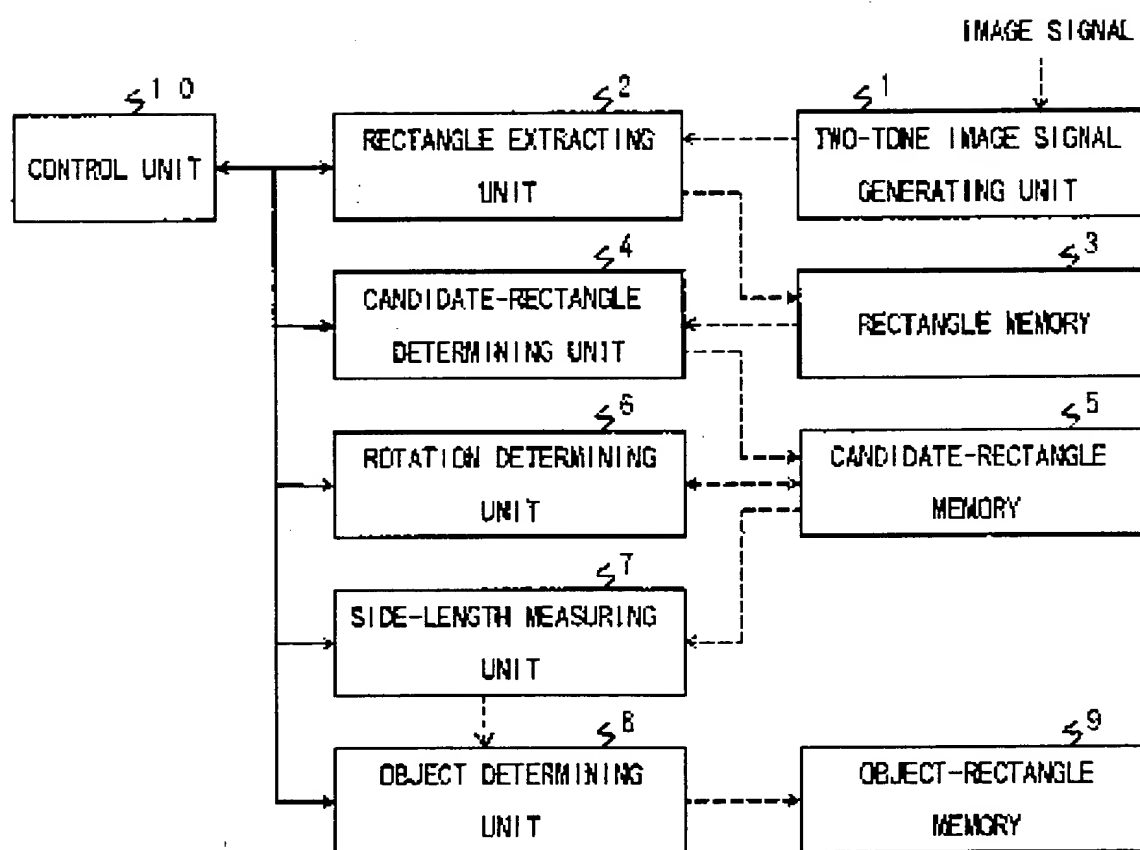 IMAGE SIGNAL
10
CONTROL UNIT
2
RECTANGLE EXTRACTING
UNIT
1
TWO-TONE IMAGE SIGNAL
GENERATING UNIT
4
CANDIDATE-RECTANGLE
DETERMINING UNIT
3
RECTANGLE MEMORY
6
ROTATION DETERMINING
UNIT
5
CANDIDATE-RECTANGLE
MEMORY
7
SIDE-LENGTH MEASURING
UNIT
8
OBJECT DETERMINING
UNIT
9
OBJECT-RECTANGLE
MEMORY